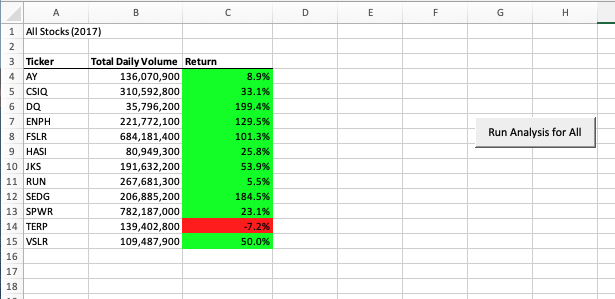 A B C D E F G H
1 All Stocks (2017)
2
3 Ticker Total Daily Volume Return
4 AY 136,070,900 8.9%
5 CSIQ 310,592,800 33.1%
6 DQ 35,796,200 199.4%
7 ENPH 221,772,100 129.5%
8 FSLR 684,181,400 101.3%
Run Analysis for All
9 HASI 80,949,300 25.8%
10 JKS 191,632,200 53.9%
11 RUN 267,681,300 5.5%
12 SEDG 206,885,200 184.5%
13 SPWR 782,187,000 23.1%
14 TERP 139,402,800 -7.2%
15 VSLR 109,487,900 50.0%
16
17
18